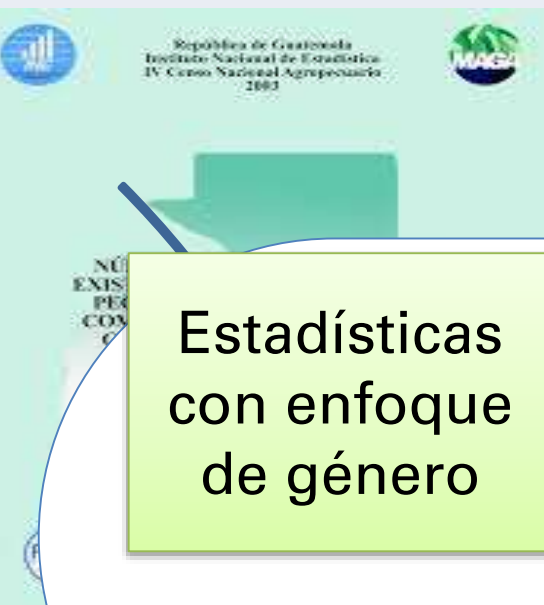 República de Guatemala
Instituto Nacional de Estadística
IV Censo Nacional Agropecuario
2003
MAGA
Estadísticas
con enfoque
de género